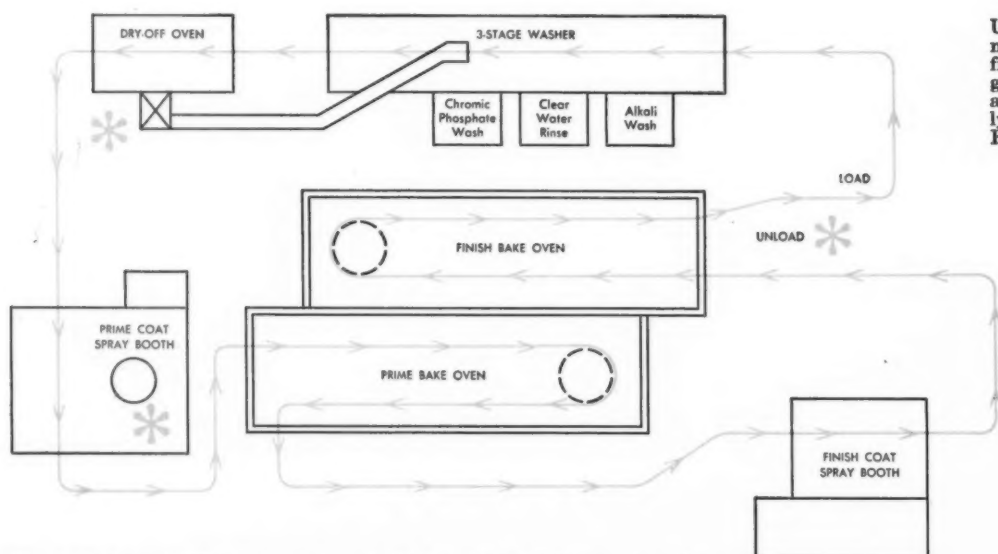 DRY-OFF OVEN
3-STAGE WASHER
Chromic
Phosphate
Wash
Clear
Water
Rinse
Alkali
Wash
LOAD
FINISH BAKE OVEN
UNLOAD
PRIME COAT
SPRAY BOOTH
PRIME BAKE OVEN
FINISH COAT
SPRAY BOOTH